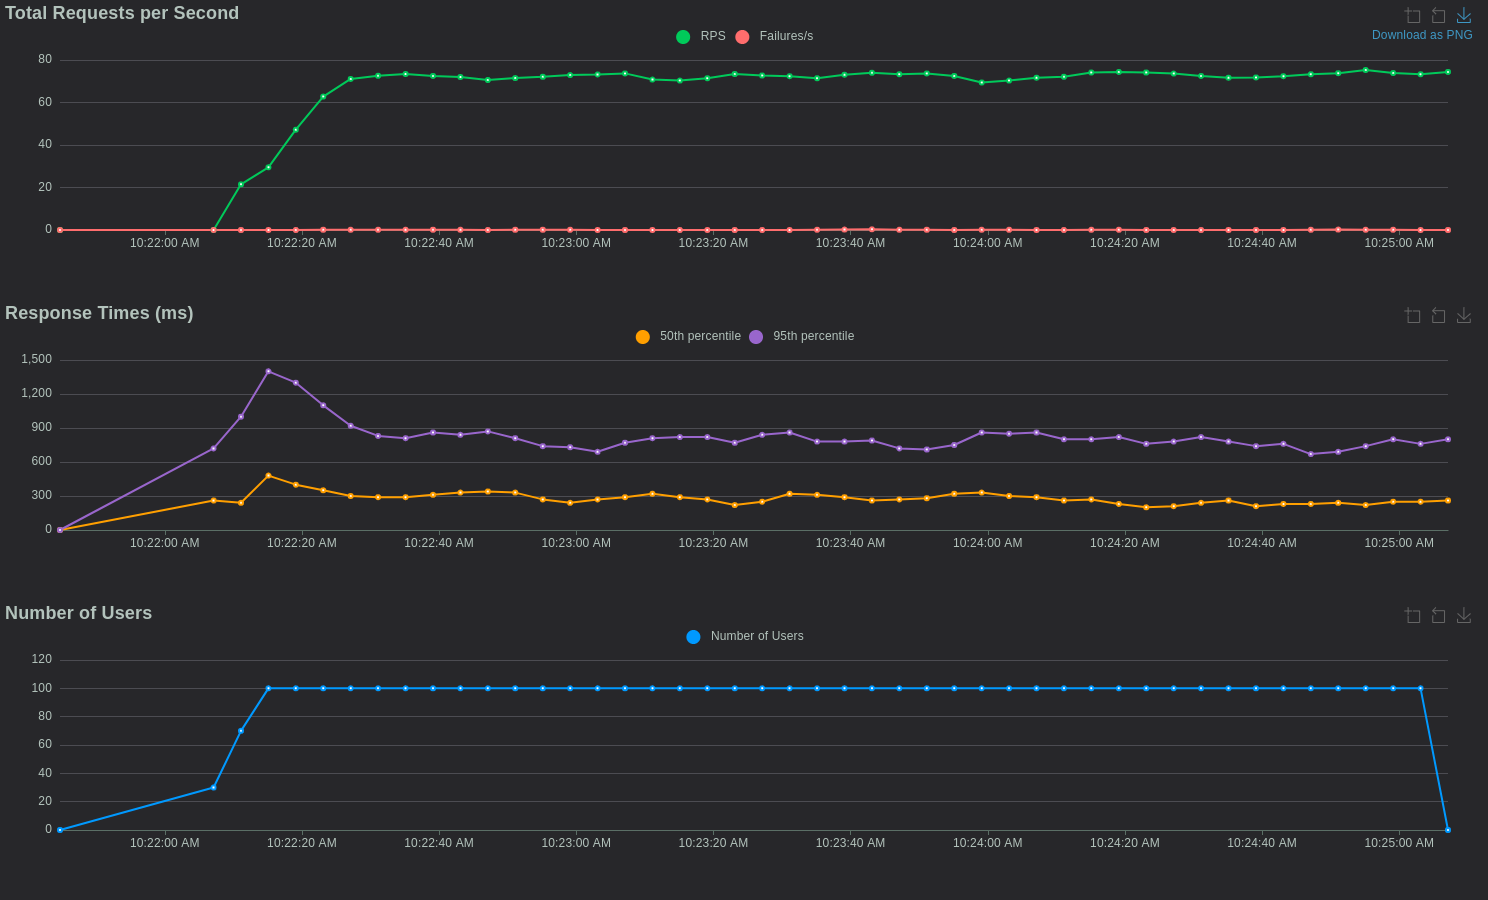 Total Requests per Second
RPS Failures/s
Download as PNG
80
60
40
20
0
10:22:00 AM 10:22:20 AM 10:22:40 AM 10:23:00 AM 10:23:20 AM 10:23:40 AM 10:24:00 AM 10:24:20 AM 10:24:40 AM 10:25:00 AM
Response Times (ms)
50th percentile 95th percentile
1,500
1,200
900
600
300
0
10:22:00 AM 10:22:20 AM 10:22:40 AM 10:23:00 AM 10:23:20 AM 10:23:40 AM 10:24:00 AM 10:24:20 AM 10:24:40 AM 10:25:00 AM
Number of Users
Number of Users
120
100
80
60
40
20
0
10:22:00 AM 10:22:20 AM 10:22:40 AM 10:23:00 AM 10:23:20 AM 10:23:40 AM 10:24:00 AM 10:24:20 AM 10:24:40 AM 10:25:00 AM